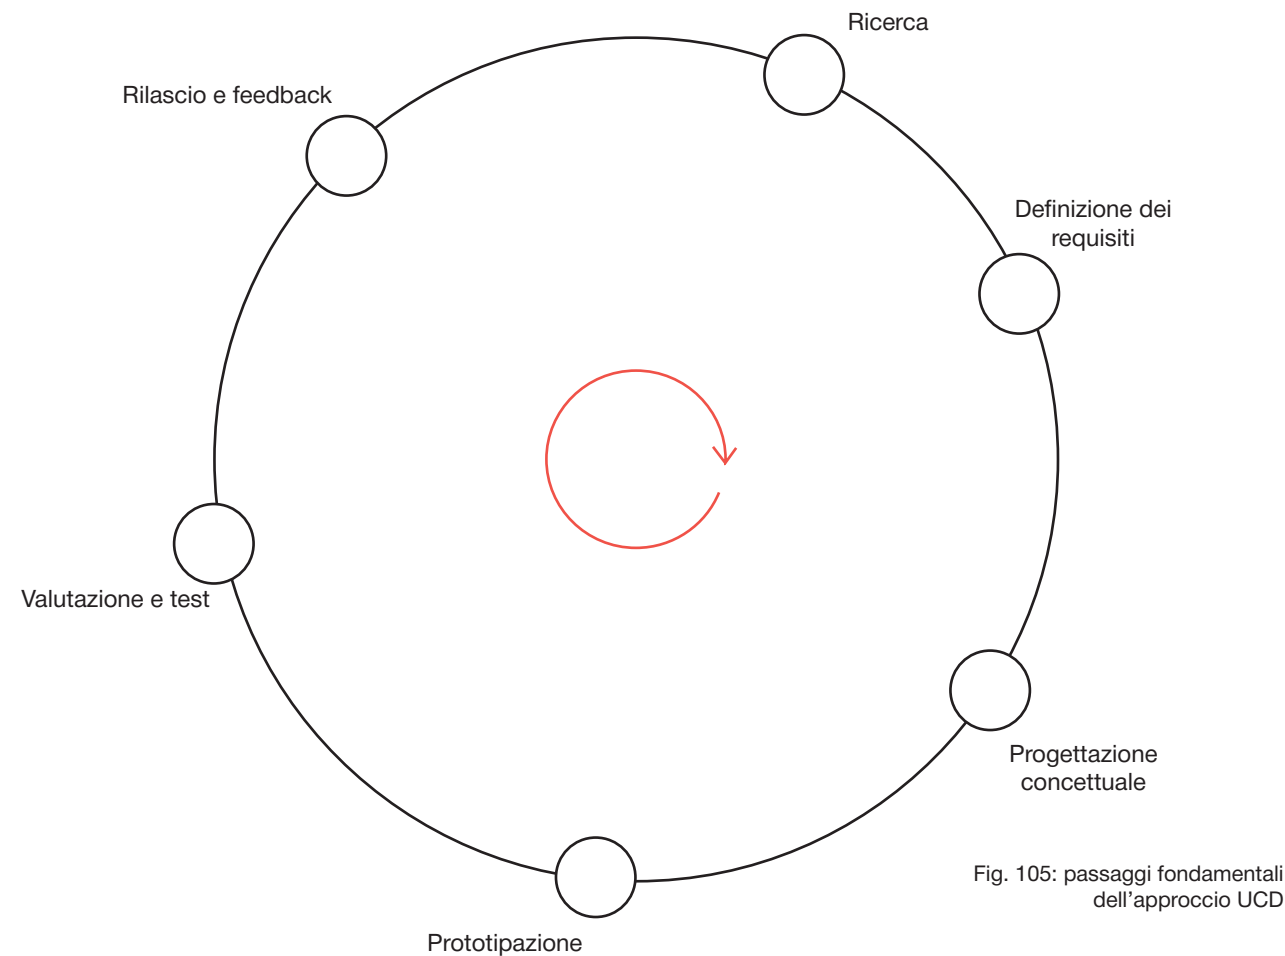 Ricerca
Rilascio e feedback
Definizione dei
requisiti
Valutazione e test
Progettazione
concettuale
Fig. 105: passaggi fondamentali
dell’approccio UCD
Prototipazione